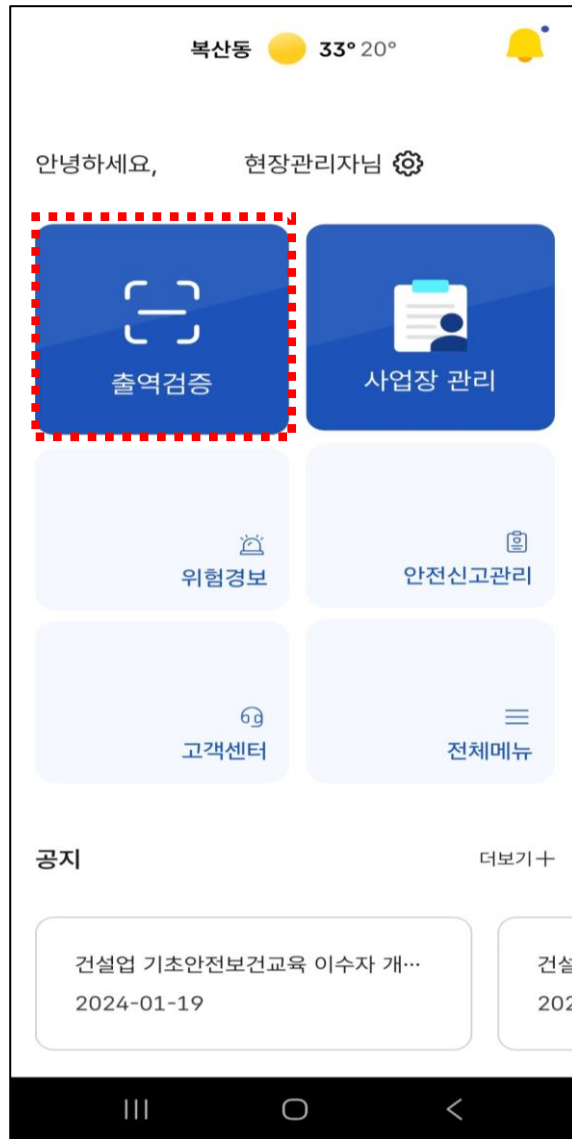 복산동 33° 20°
안녕하세요, 현장관리자님
출역검증
사업장 관리
위험경보
안전신고관리
고객센터
전체메뉴
공지
더보기+
건설업 기초안전보건교육 이수자 개…
2024-01-19
건설
202